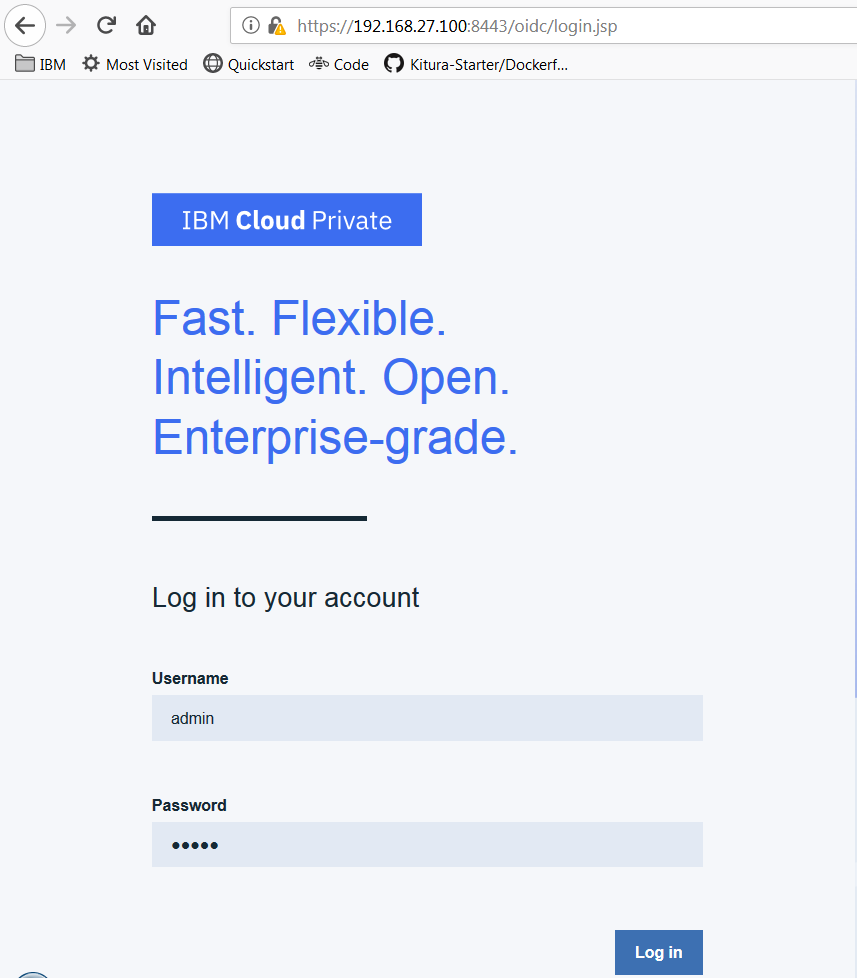 https://192.168.27.100:8443/oidc/login.jsp
IBM Most Visited Quickstart Code Kitura-Starter/Dockerf...
IBM Cloud Private
Fast. Flexible.
Intelligent. Open.
Enterprise-grade.
Log in to your account
Username
admin
Password
•••••
Log in